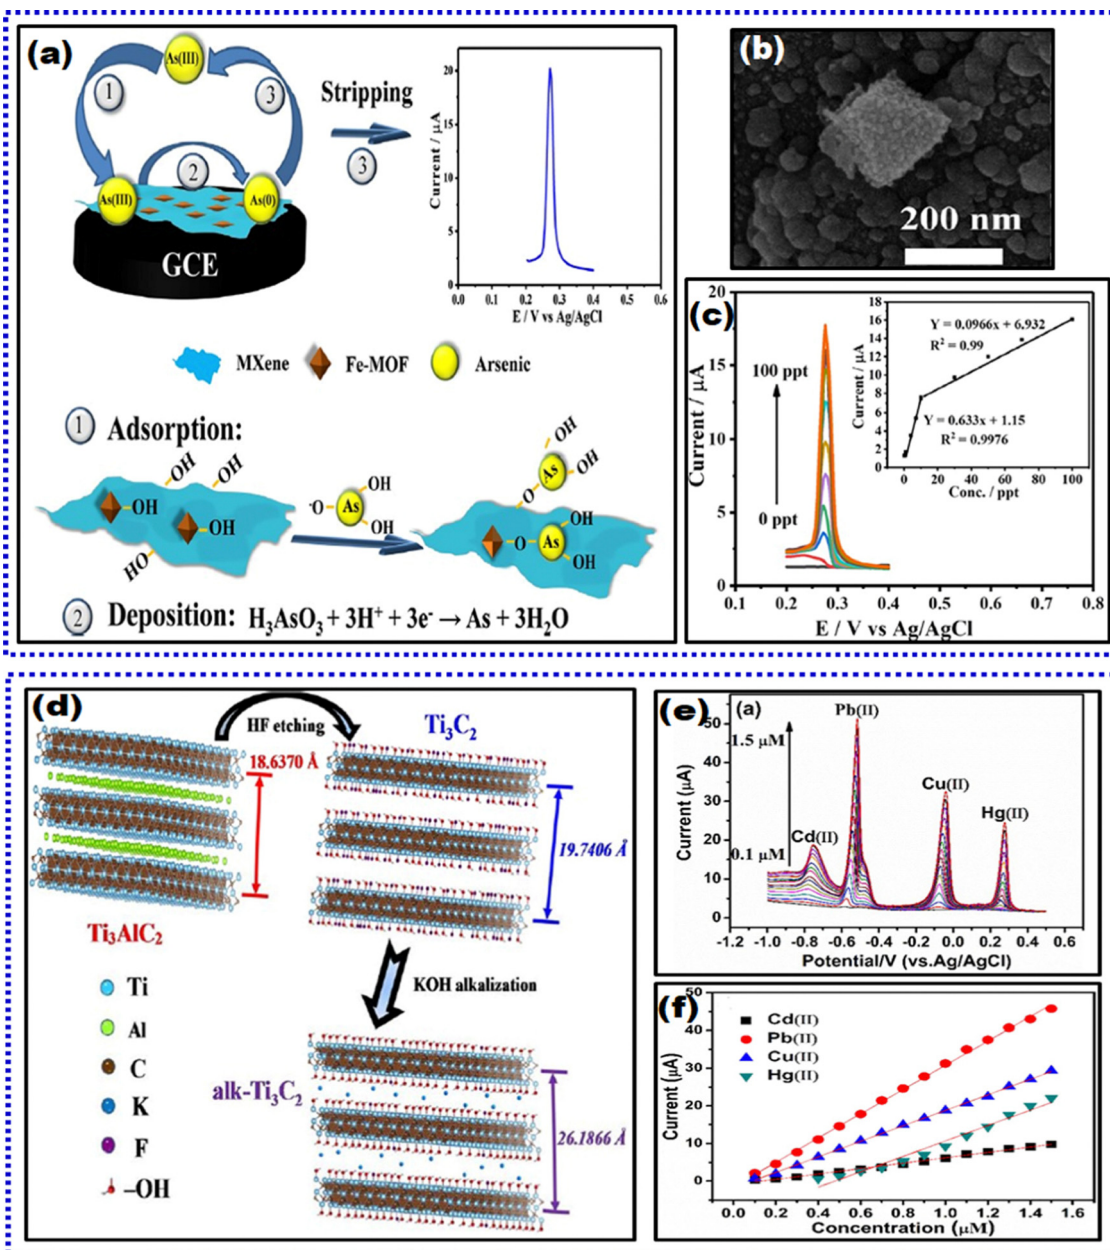 (a)
As(III)
1
3
2
As(III)
As(0)
GCE
Stripping
3
Current / μA
20
15
10
5
0
0.0 0.1 0.2 0.3 0.4 0.5 0.6
E / V vs Ag/AgCl
MXene
Fe-MOF
Arsenic
1 Adsorption:
OH
OH
OH
OH
HO
-O As OH
OH
OH
As OH
O
O As OH
OH
2 Deposition: H3AsO3 + 3H+ + 3e- → As + 3H2O
(b)
200 nm
(c)
Current / μA
20
15
10
5
0
100 ppt
0 ppt
0.1 0.2 0.3 0.4 0.5 0.6 0.7 0.8
E / V vs Ag/AgCl
Current / μA
18
16
14
12
10
8
6
4
2
0
Y = 0.0966x + 6.932
R2 = 0.99
Y = 0.633x + 1.15
R2 = 0.9976
0 20 40 60 80 100
Conc. / ppt
(d)
HF etching
Ti3C2
18.6370 Å
19.7406 Å
Ti3AlC2
KOH alkalization
Ti
Al
C
K
F
–OH
alk-Ti3C2
26.1866 Å
(e)
(a)
Current (μA)
50
40
30
20
10
0
1.5 μM
0.1 μM
Cd(II)
Pb(II)
Cu(II)
Hg(II)
-1.2 -1.0 -0.8 -0.6 -0.4 -0.2 0.0 0.2 0.4 0.6
Potential/V (vs.Ag/AgCl)
(f)
Current (μA)
50
40
30
20
10
0
Cd(II)
Pb(II)
Cu(II)
Hg(II)
0.0 0.2 0.4 0.6 0.8 1.0 1.2 1.4 1.6
Concentration (μM)